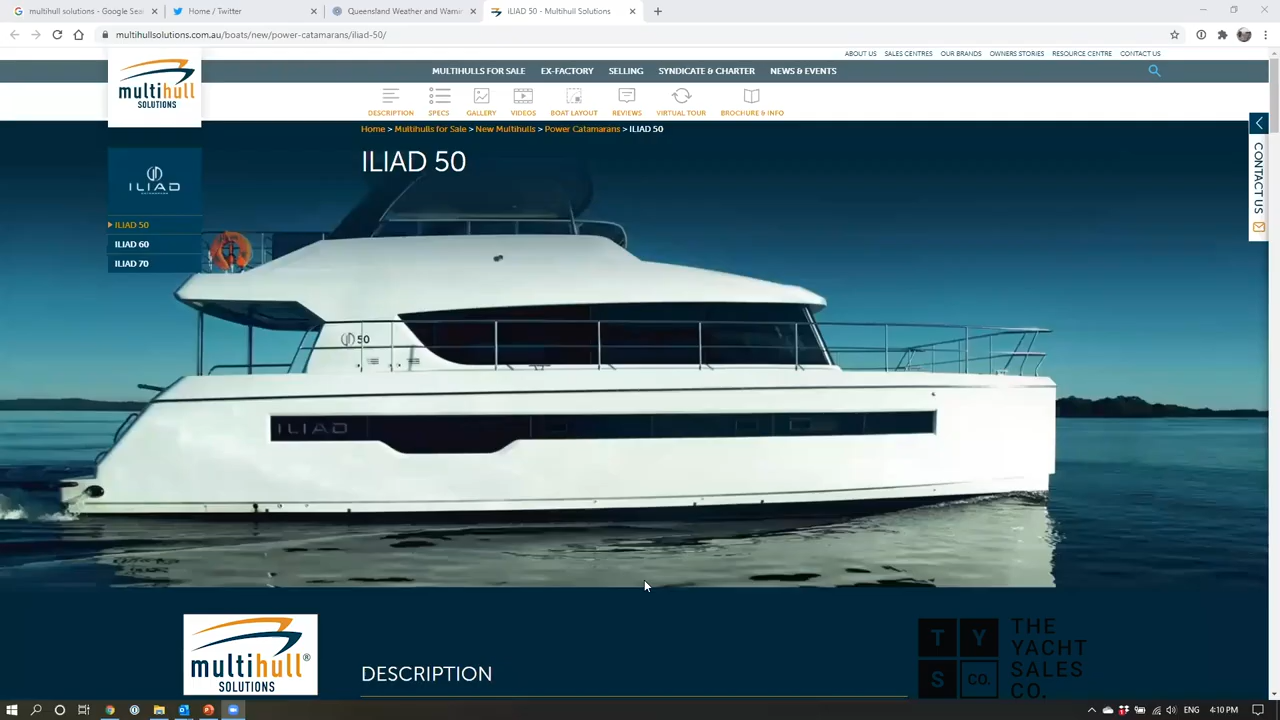 multihull solutions - Google Sea
Home / Twitter
Queensland Weather and Warni
iLIAD 50 - Multihull Solutions
multihullsolutions.com.au/boats/new/power-catamarans/iliad-50/
ABOUT US SALES CENTRES OUR BRANDS OWNERS STORIES RESOURCE CENTRE CONTACT US
multihull
SOLUTIONS
MULTIHULLS FOR SALE EX-FACTORY SELLING SYNDICATE & CHARTER NEWS & EVENTS
DESCRIPTION SPECS GALLERY VIDEOS BOAT LAYOUT REVIEWS VIRTUAL TOUR BROCHURE & INFO
Home > Multihulls for Sale > New Multihulls > Power Catamarans > ILIAD 50
ILIAD 50
ILIAD
ILIAD 50
ILIAD 60
ILIAD 70
CONTACT US
50
ILIAD
multihull®
SOLUTIONS
DESCRIPTION
TY
S CO.
THE
YACHT
SALES
CO.
ENG 4:10 PM